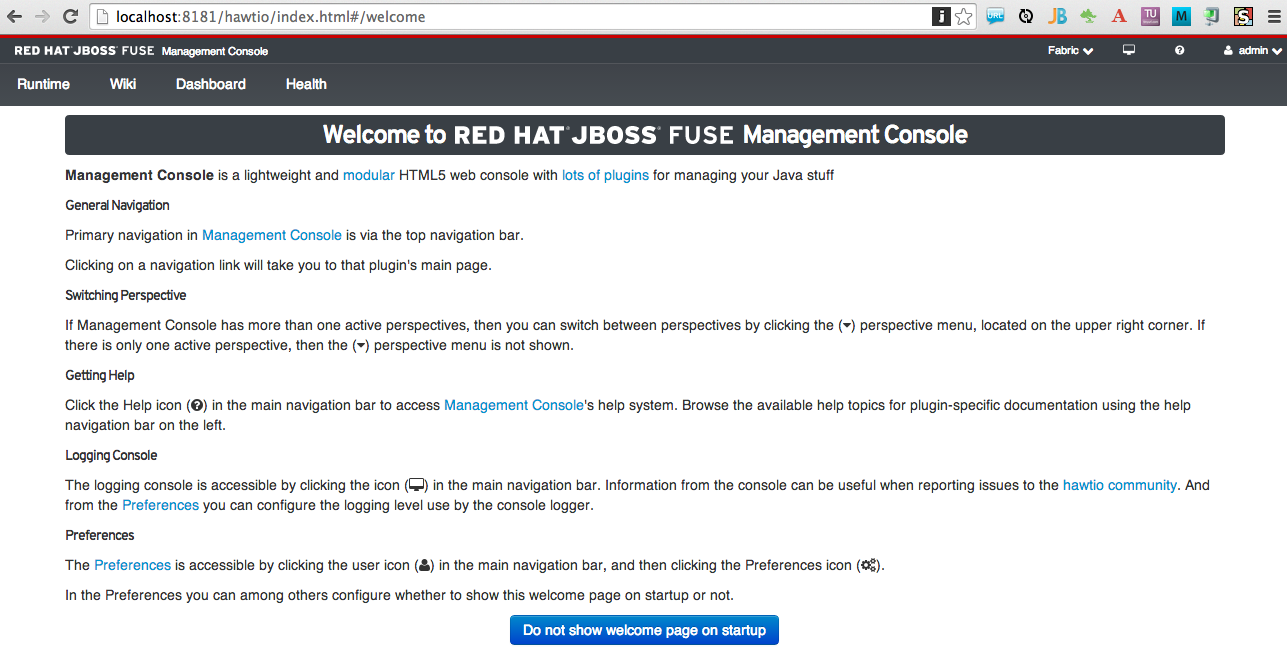 localhost:8181/hawtio/index.html#/welcome
j URL JB A TU M S
RED HAT JBOSS FUSE Management Console
Fabric admin
Runtime Wiki Dashboard Health
Welcome to RED HAT JBOSS FUSE Management Console
Management Console is a lightweight and modular HTML5 web console with lots of plugins for managing your Java stuff
General Navigation
Primary navigation in Management Console is via the top navigation bar.
Clicking on a navigation link will take you to that plugin's main page.
Switching Perspective
If Management Console has more than one active perspectives, then you can switch between perspectives by clicking the (▾) perspective menu, located on the upper right corner. If
there is only one active perspective, then the (▾) perspective menu is not shown.
Getting Help
Click the Help icon (?) in the main navigation bar to access Management Console's help system. Browse the available help topics for plugin-specific documentation using the help
navigation bar on the left.
Logging Console
The logging console is accessible by clicking the icon () in the main navigation bar. Information from the console can be useful when reporting issues to the hawtio community. And
from the Preferences you can configure the logging level use by the console logger.
Preferences
The Preferences is accessible by clicking the user icon () in the main navigation bar, and then clicking the Preferences icon ().
In the Preferences you can among others configure whether to show this welcome page on startup or not.
Do not show welcome page on startup